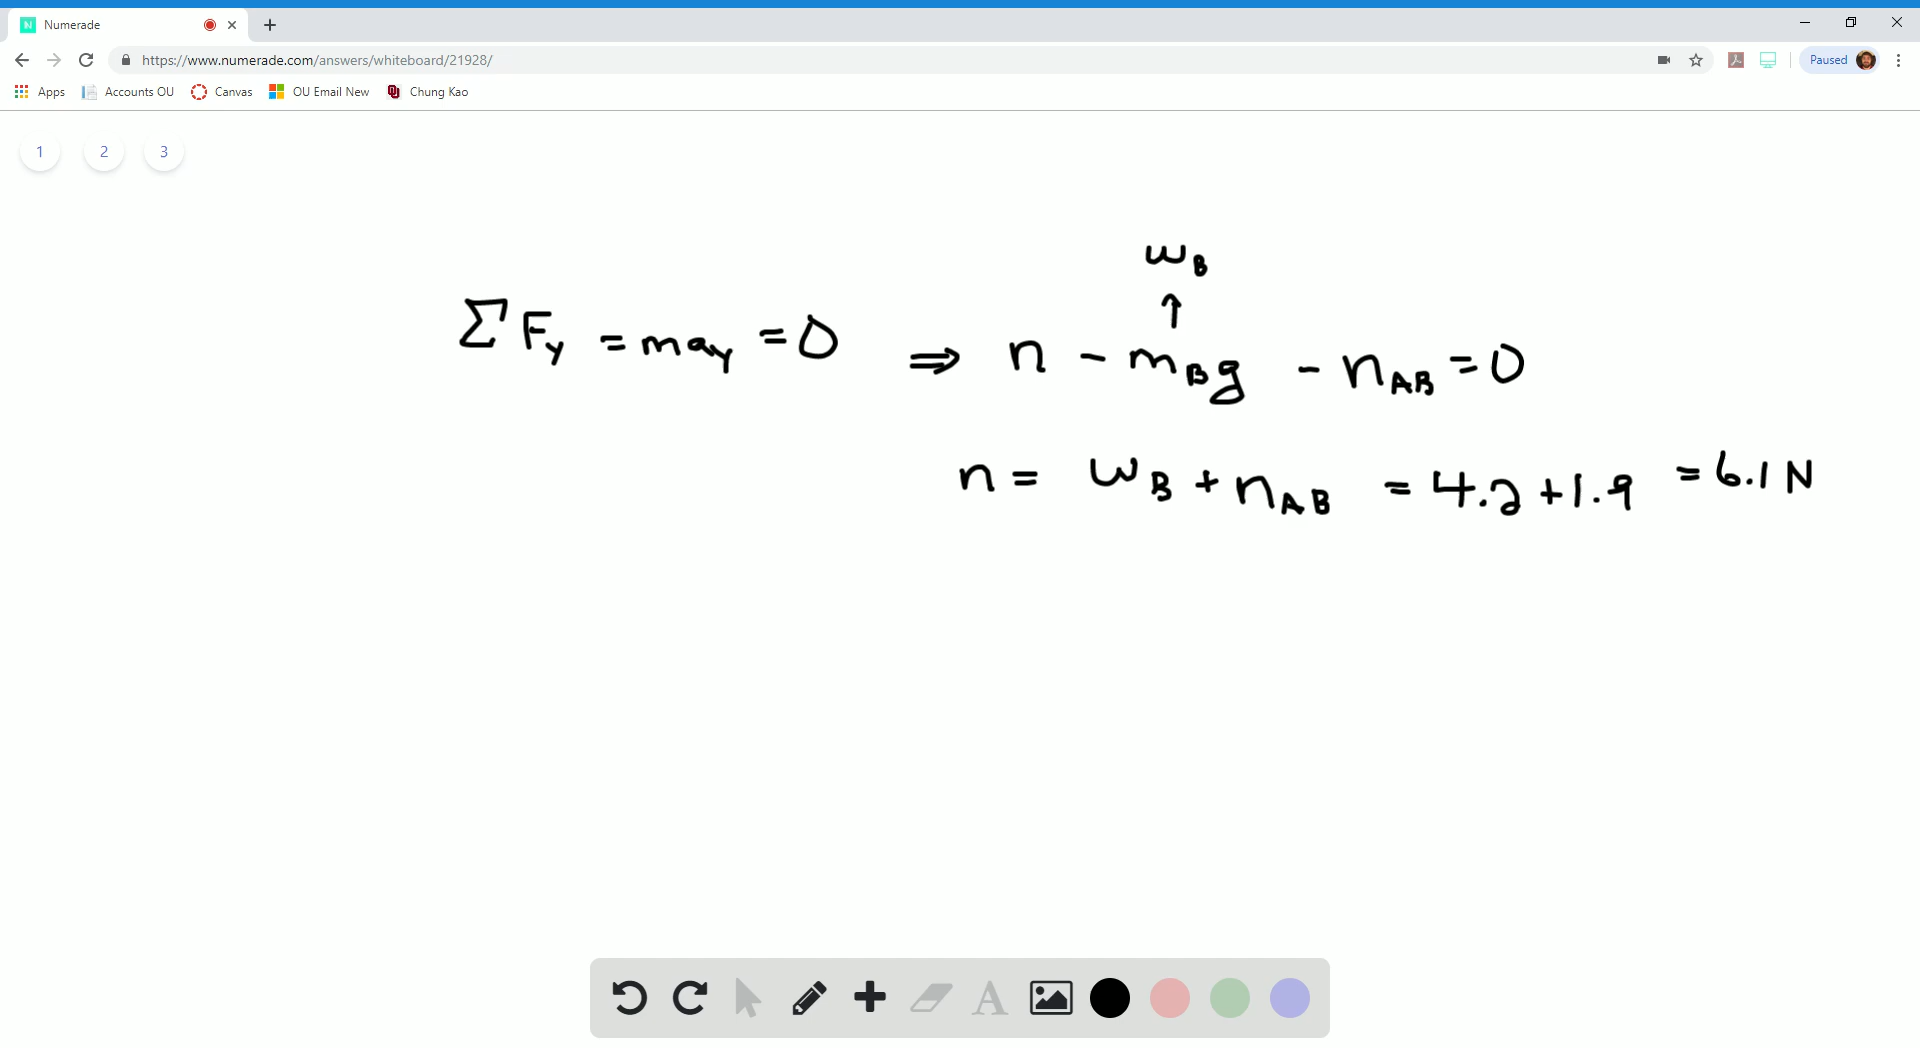 Numerade
https://www.numerade.com/answers/whiteboard/21928/
Paused
Apps Accounts OU Canvas OU Email New Chung Kao
1 2 3
w_B
↑
ΣF_y = ma_y = 0 ⇒ n - m_B g - n_AB = 0
n = w_B + n_AB = 4.2 + 1.9 = 6.1 N
A